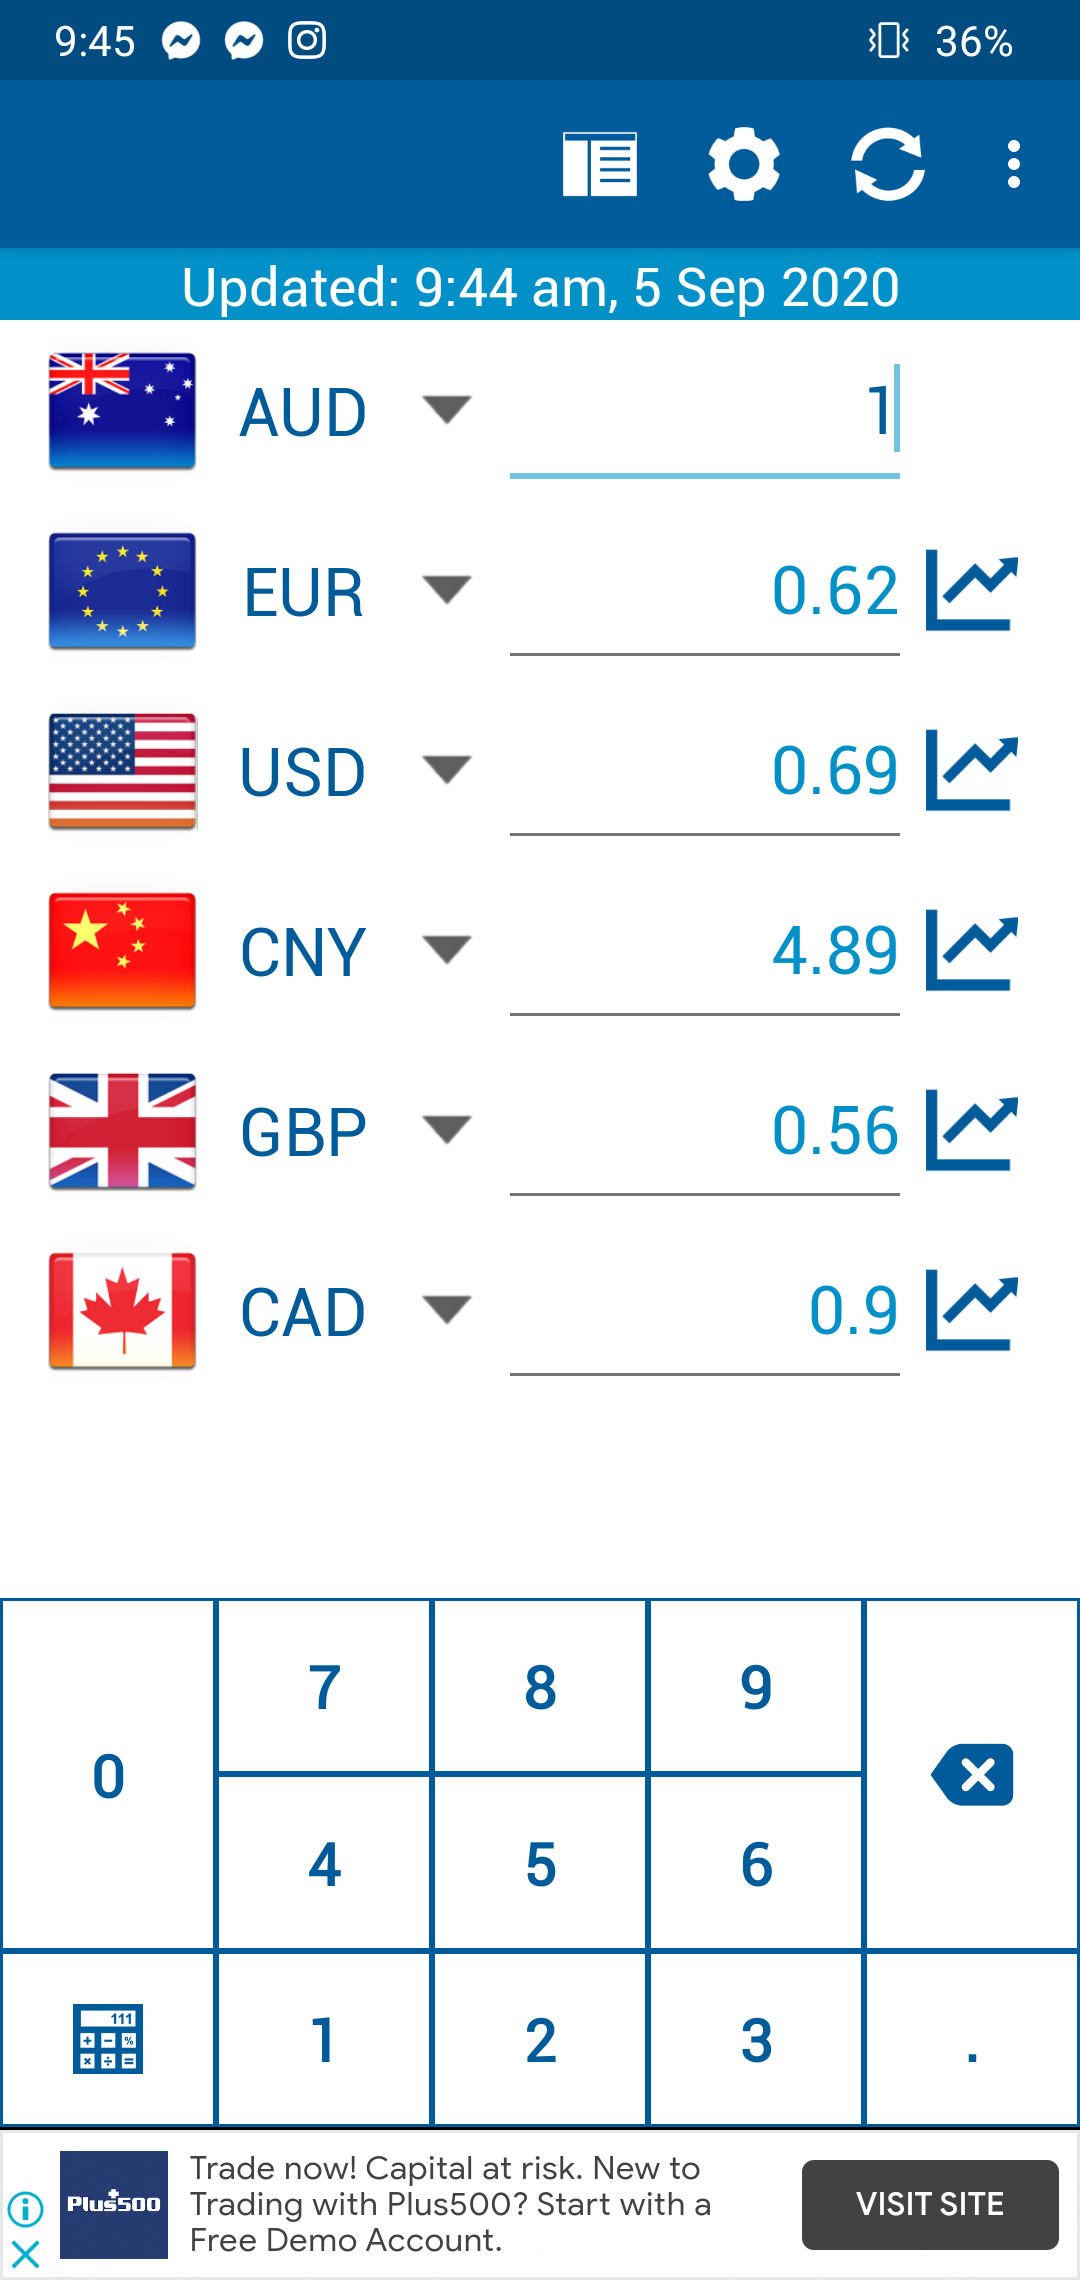 9:45 36%
Updated: 9:44 am, 5 Sep 2020
AUD 1
EUR 0.62
USD 0.69
CNY 4.89
GBP 0.56
CAD 0.9
7 8 9
0
4 5 6
111
1 2 3 .
Trade now! Capital at risk. New to
Trading with Plus500? Start with a
Free Demo Account.
Plus500
VISIT SITE